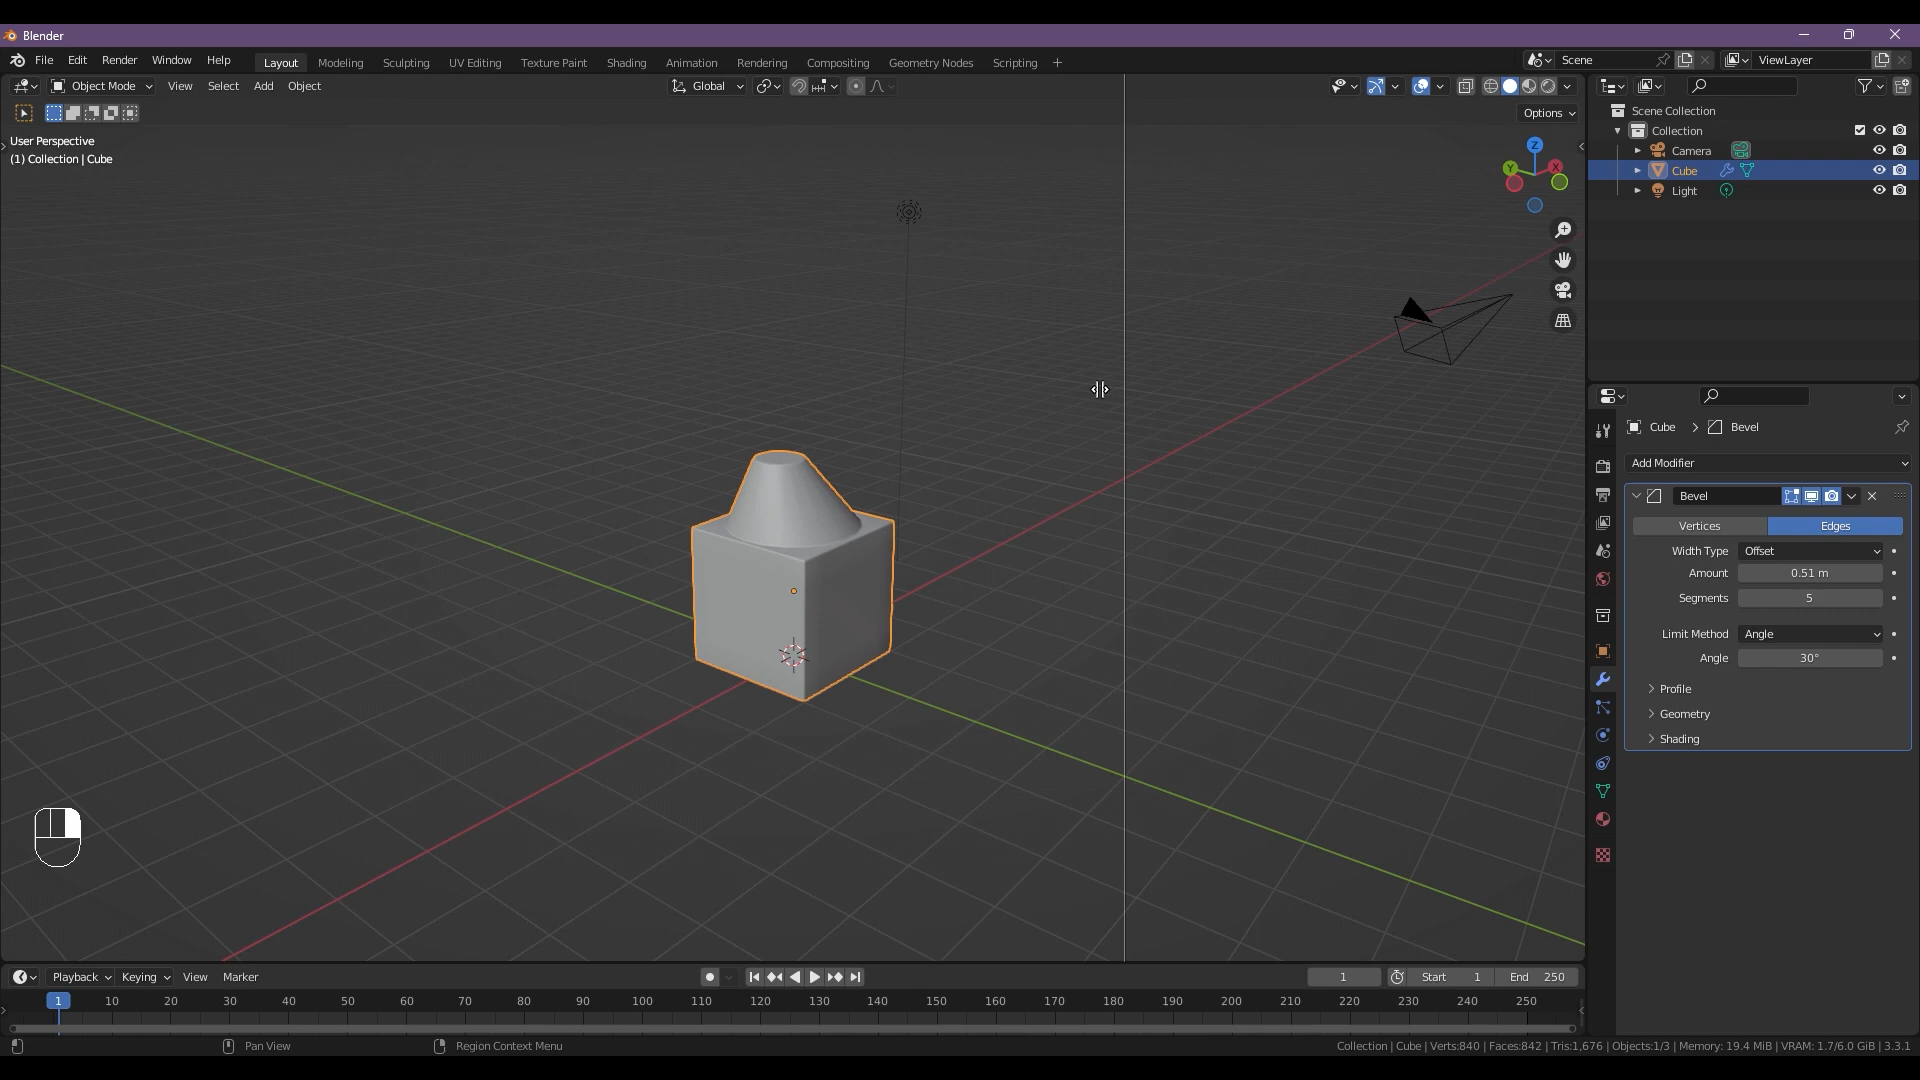 Blender
File Edit Render Window Help Layout Modeling Sculpting UV Editing Texture Paint Shading Animation Rendering Compositing Geometry Nodes Scripting + Scene ViewLayer
Object Mode View Select Add Object Global
Options
User Perspective
(1) Collection | Cube
Z
Y
X
Scene Collection
Collection
Camera
Cube
Light
Cube > Bevel
Add Modifier
Bevel
Vertices Edges
Width Type Offset
Amount 0.51 m
Segments 5
Limit Method Angle
Angle 30°
Profile
Geometry
Shading
Playback Keying View Marker 1 Start 1 End 250
1 10 20 30 40 50 60 70 80 90 100 110 120 130 140 150 160 170 180 190 200 210 220 230 240 250
Pan View Region Context Menu Collection | Cube | Verts:840 | Faces:842 | Tris:1,676 | Objects:1/3 | Memory: 19.4 MiB | VRAM: 1.7/6.0 GiB | 3.3.1